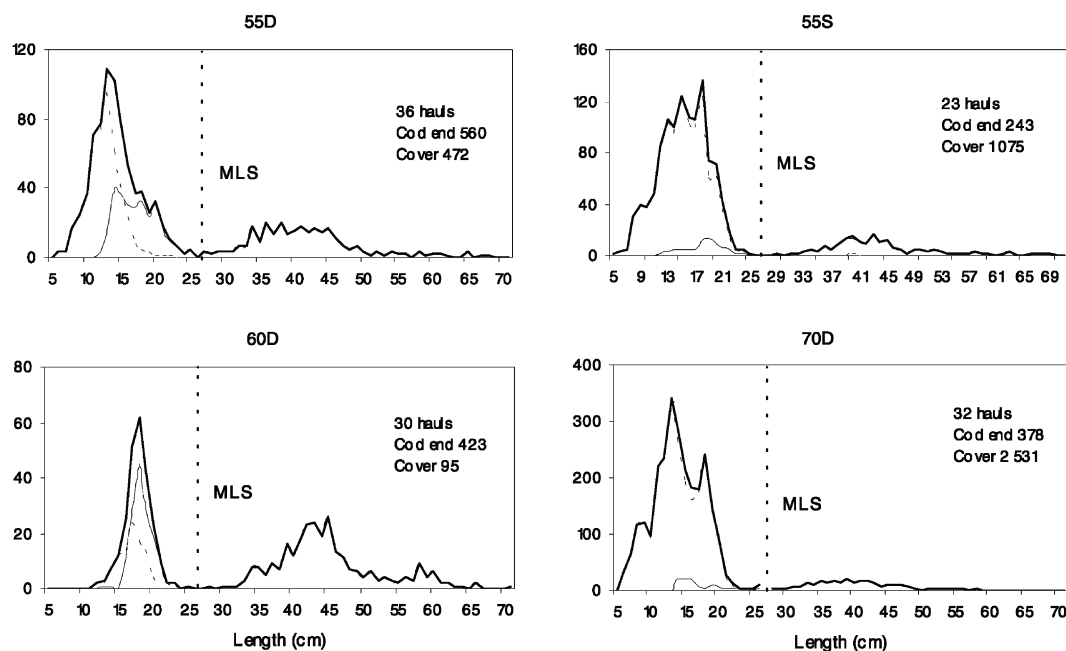 55D
120
80
40
0
36 hauls
Cod end 560
Cover 472
MLS
5 10 15 20 25 30 35 40 45 50 55 60 65 70
55S
160
120
80
40
0
23 hauls
Cod end 243
Cover 1075
MLS
5 9 13 17 21 25 29 33 37 41 45 49 53 57 61 65 69
60D
80
60
40
20
0
30 hauls
Cod end 423
Cover 95
MLS
5 10 15 20 25 30 35 40 45 50 55 60 65 70
Length (cm)
70D
400
300
200
100
0
32 hauls
Cod end 378
Cover 2 531
MLS
5 10 15 20 25 30 35 40 45 50 55 60 65 70
Length (cm)